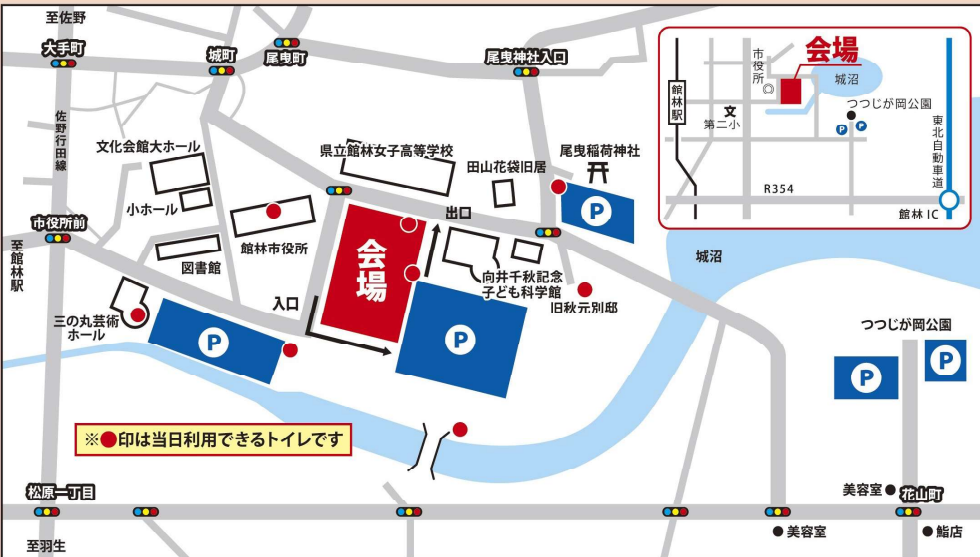 至佐野
大手町
城町
尾曳町
尾曳神社入口
佐野行田線
文化会館大ホール
小ホール
県立館林女子高等学校
田山花袋旧居
尾曳稲荷神社
P
出口
市役所前
至館林駅
館林市役所
図書館
会場
向井千秋記念
子ども科学館
旧秋元別邸
入口
三の丸芸術
ホール
P
P
城沼
つつじが岡公園
P
P
※●印は当日利用できるトイレです
松原一丁目
至羽生
美容室
花山町
美容室
鮨店
市役所
会場
城沼
館林駅
文
第二小
つつじが岡公園
P
P
東北自動車道
R354
館林IC